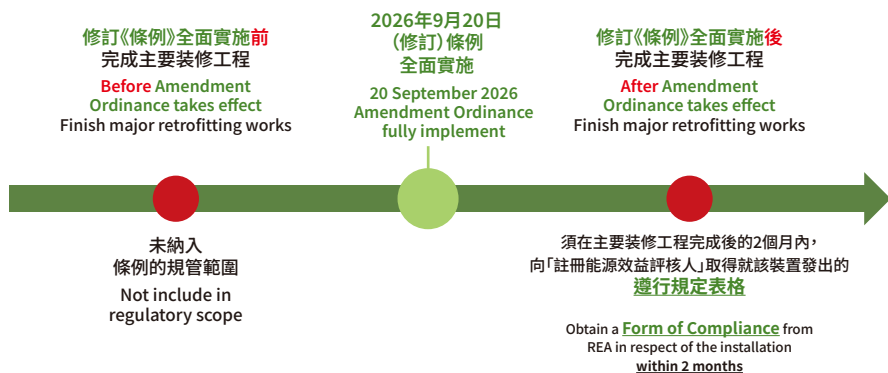 修訂《條例》全面實施前
完成主要裝修工程
Before Amendment
Ordinance takes effect
Finish major retrofitting works
2026年9月20日
（修訂）條例
全面實施
20 September 2026
Amendment Ordinance
fully implement
修訂《條例》全面實施後
完成主要裝修工程
After Amendment
Ordinance takes effect
Finish major retrofitting works
未納入
條例的規管範圍
Not include in
regulatory scope
須在主要裝修工程完成後的2個月內，
向「註冊能源效益評核人」取得就該裝置發出的
遵行規定表格
Obtain a Form of Compliance from
REA in respect of the installation
within 2 months